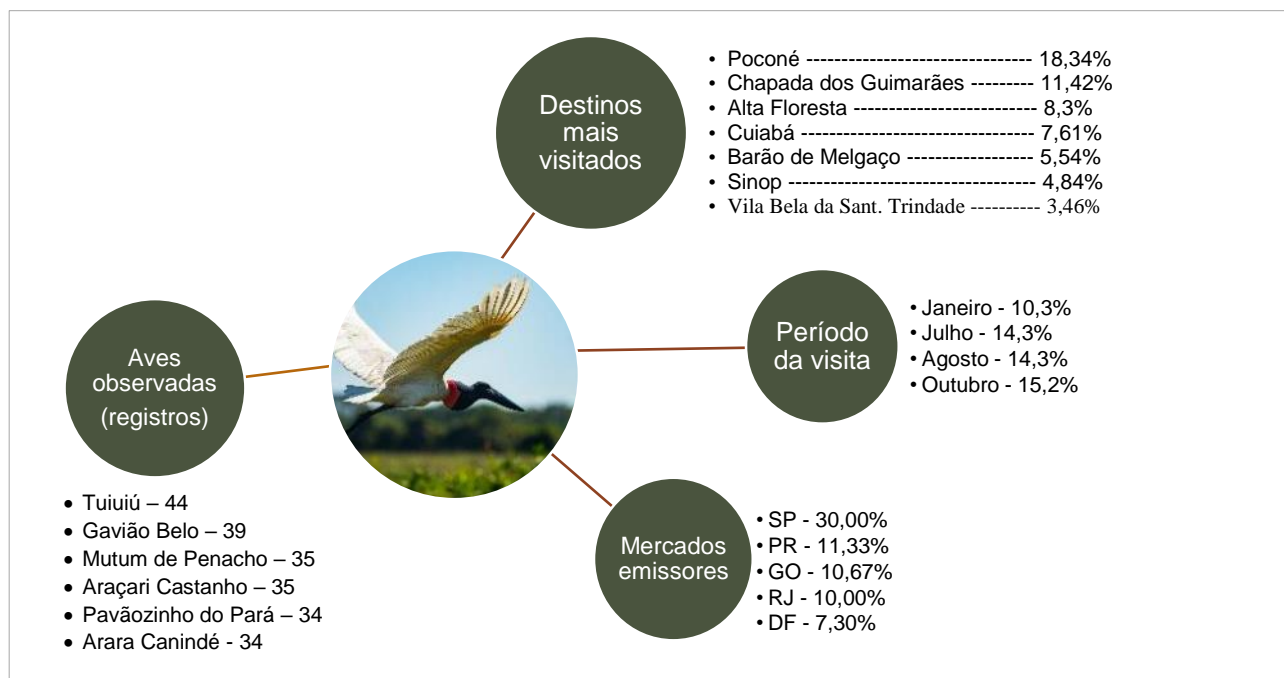 Destinos
mais
visitados
• Poconé --------------------------------- 18,34%
• Chapada dos Guimarães --------- 11,42%
• Alta Floresta -------------------------- 8,3%
• Cuiabá --------------------------------- 7,61%
• Barão de Melgaço ------------------ 5,54%
• Sinop ----------------------------------- 4,84%
• Vila Bela da Sant. Trindade ---------- 3,46%
Período
da visita
• Janeiro - 10,3%
• Julho - 14,3%
• Agosto - 14,3%
• Outubro - 15,2%
Aves
observadas
(registros)
• Tuiuiú – 44
• Gavião Belo – 39
• Mutum de Penacho – 35
• Araçari Castanho – 35
• Pavãozinho do Pará – 34
• Arara Canindé - 34
Mercados
emissores
• SP - 30,00%
• PR - 11,33%
• GO - 10,67%
• RJ - 10,00%
• DF - 7,30%